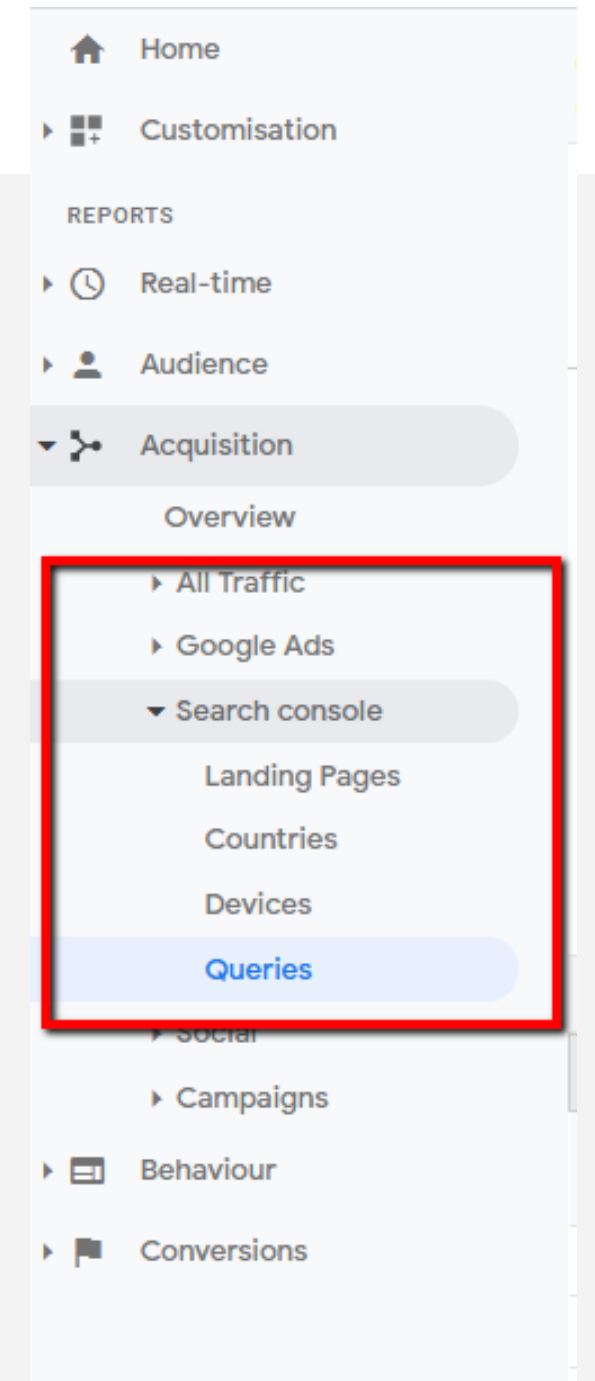 Home
Customisation
REPORTS
Real-time
Audience
Acquisition
Overview
All Traffic
Google Ads
Search console
Landing Pages
Countries
Devices
Queries
Social
Campaigns
Behaviour
Conversions